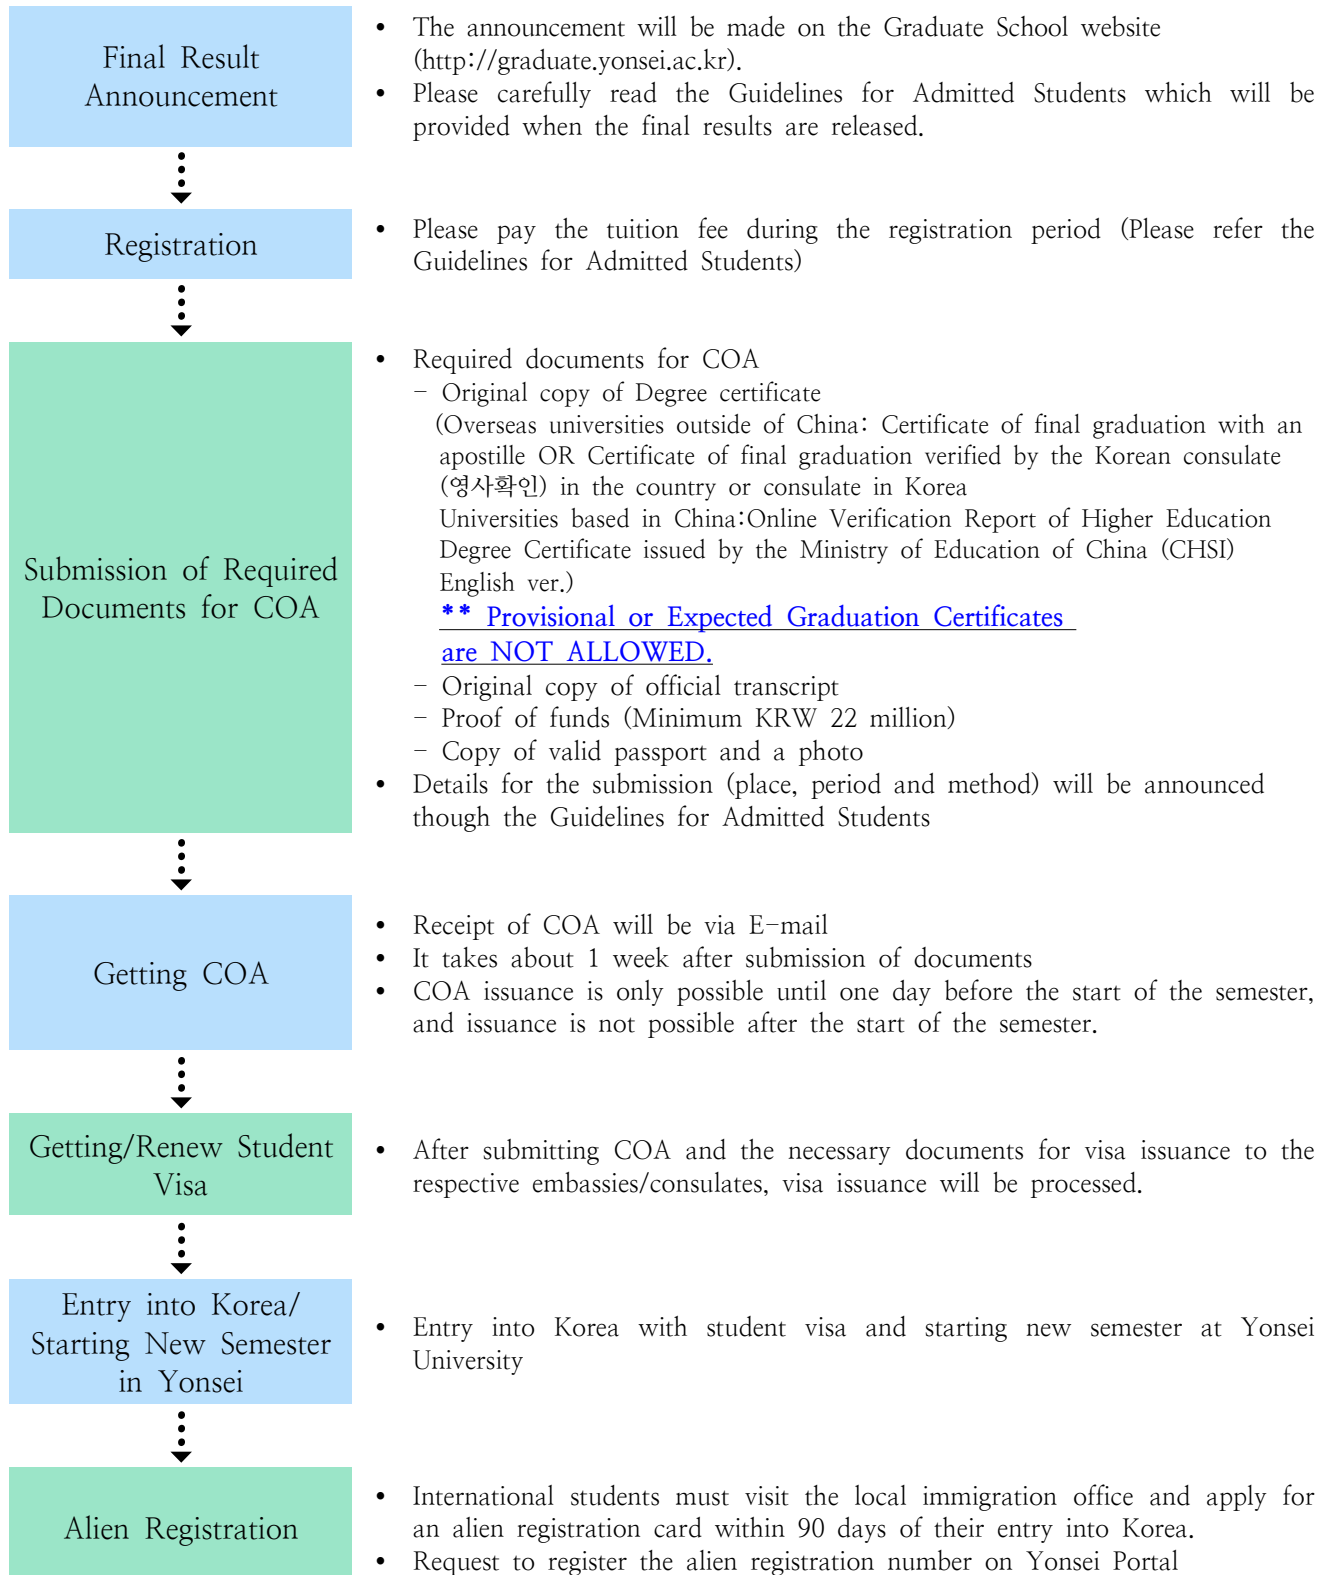 Final Result
Announcement
• The announcement will be made on the Graduate School website
(http://graduate.yonsei.ac.kr).
• Please carefully read the Guidelines for Admitted Students which will be
provided when the final results are released.
Registration
• Please pay the tuition fee during the registration period (Please refer the
Guidelines for Admitted Students)
Submission of Required
Documents for COA
• Required documents for COA
- Original copy of Degree certificate
(Overseas universities outside of China: Certificate of final graduation with an
apostille OR Certificate of final graduation verified by the Korean consulate
(영사확인) in the country or consulate in Korea
Universities based in China:Online Verification Report of Higher Education
Degree Certificate issued by the Ministry of Education of China (CHSI)
English ver.)
** Provisional or Expected Graduation Certificates
are NOT ALLOWED.
- Original copy of official transcript
- Proof of funds (Minimum KRW 22 million)
- Copy of valid passport and a photo
• Details for the submission (place, period and method) will be announced
though the Guidelines for Admitted Students
Getting COA
• Receipt of COA will be via E-mail
• It takes about 1 week after submission of documents
• COA issuance is only possible until one day before the start of the semester,
and issuance is not possible after the start of the semester.
Getting/Renew Student
Visa
• After submitting COA and the necessary documents for visa issuance to the
respective embassies/consulates, visa issuance will be processed.
Entry into Korea/
Starting New Semester
in Yonsei
• Entry into Korea with student visa and starting new semester at Yonsei
University
Alien Registration
• International students must visit the local immigration office and apply for
an alien registration card within 90 days of their entry into Korea.
• Request to register the alien registration number on Yonsei Portal